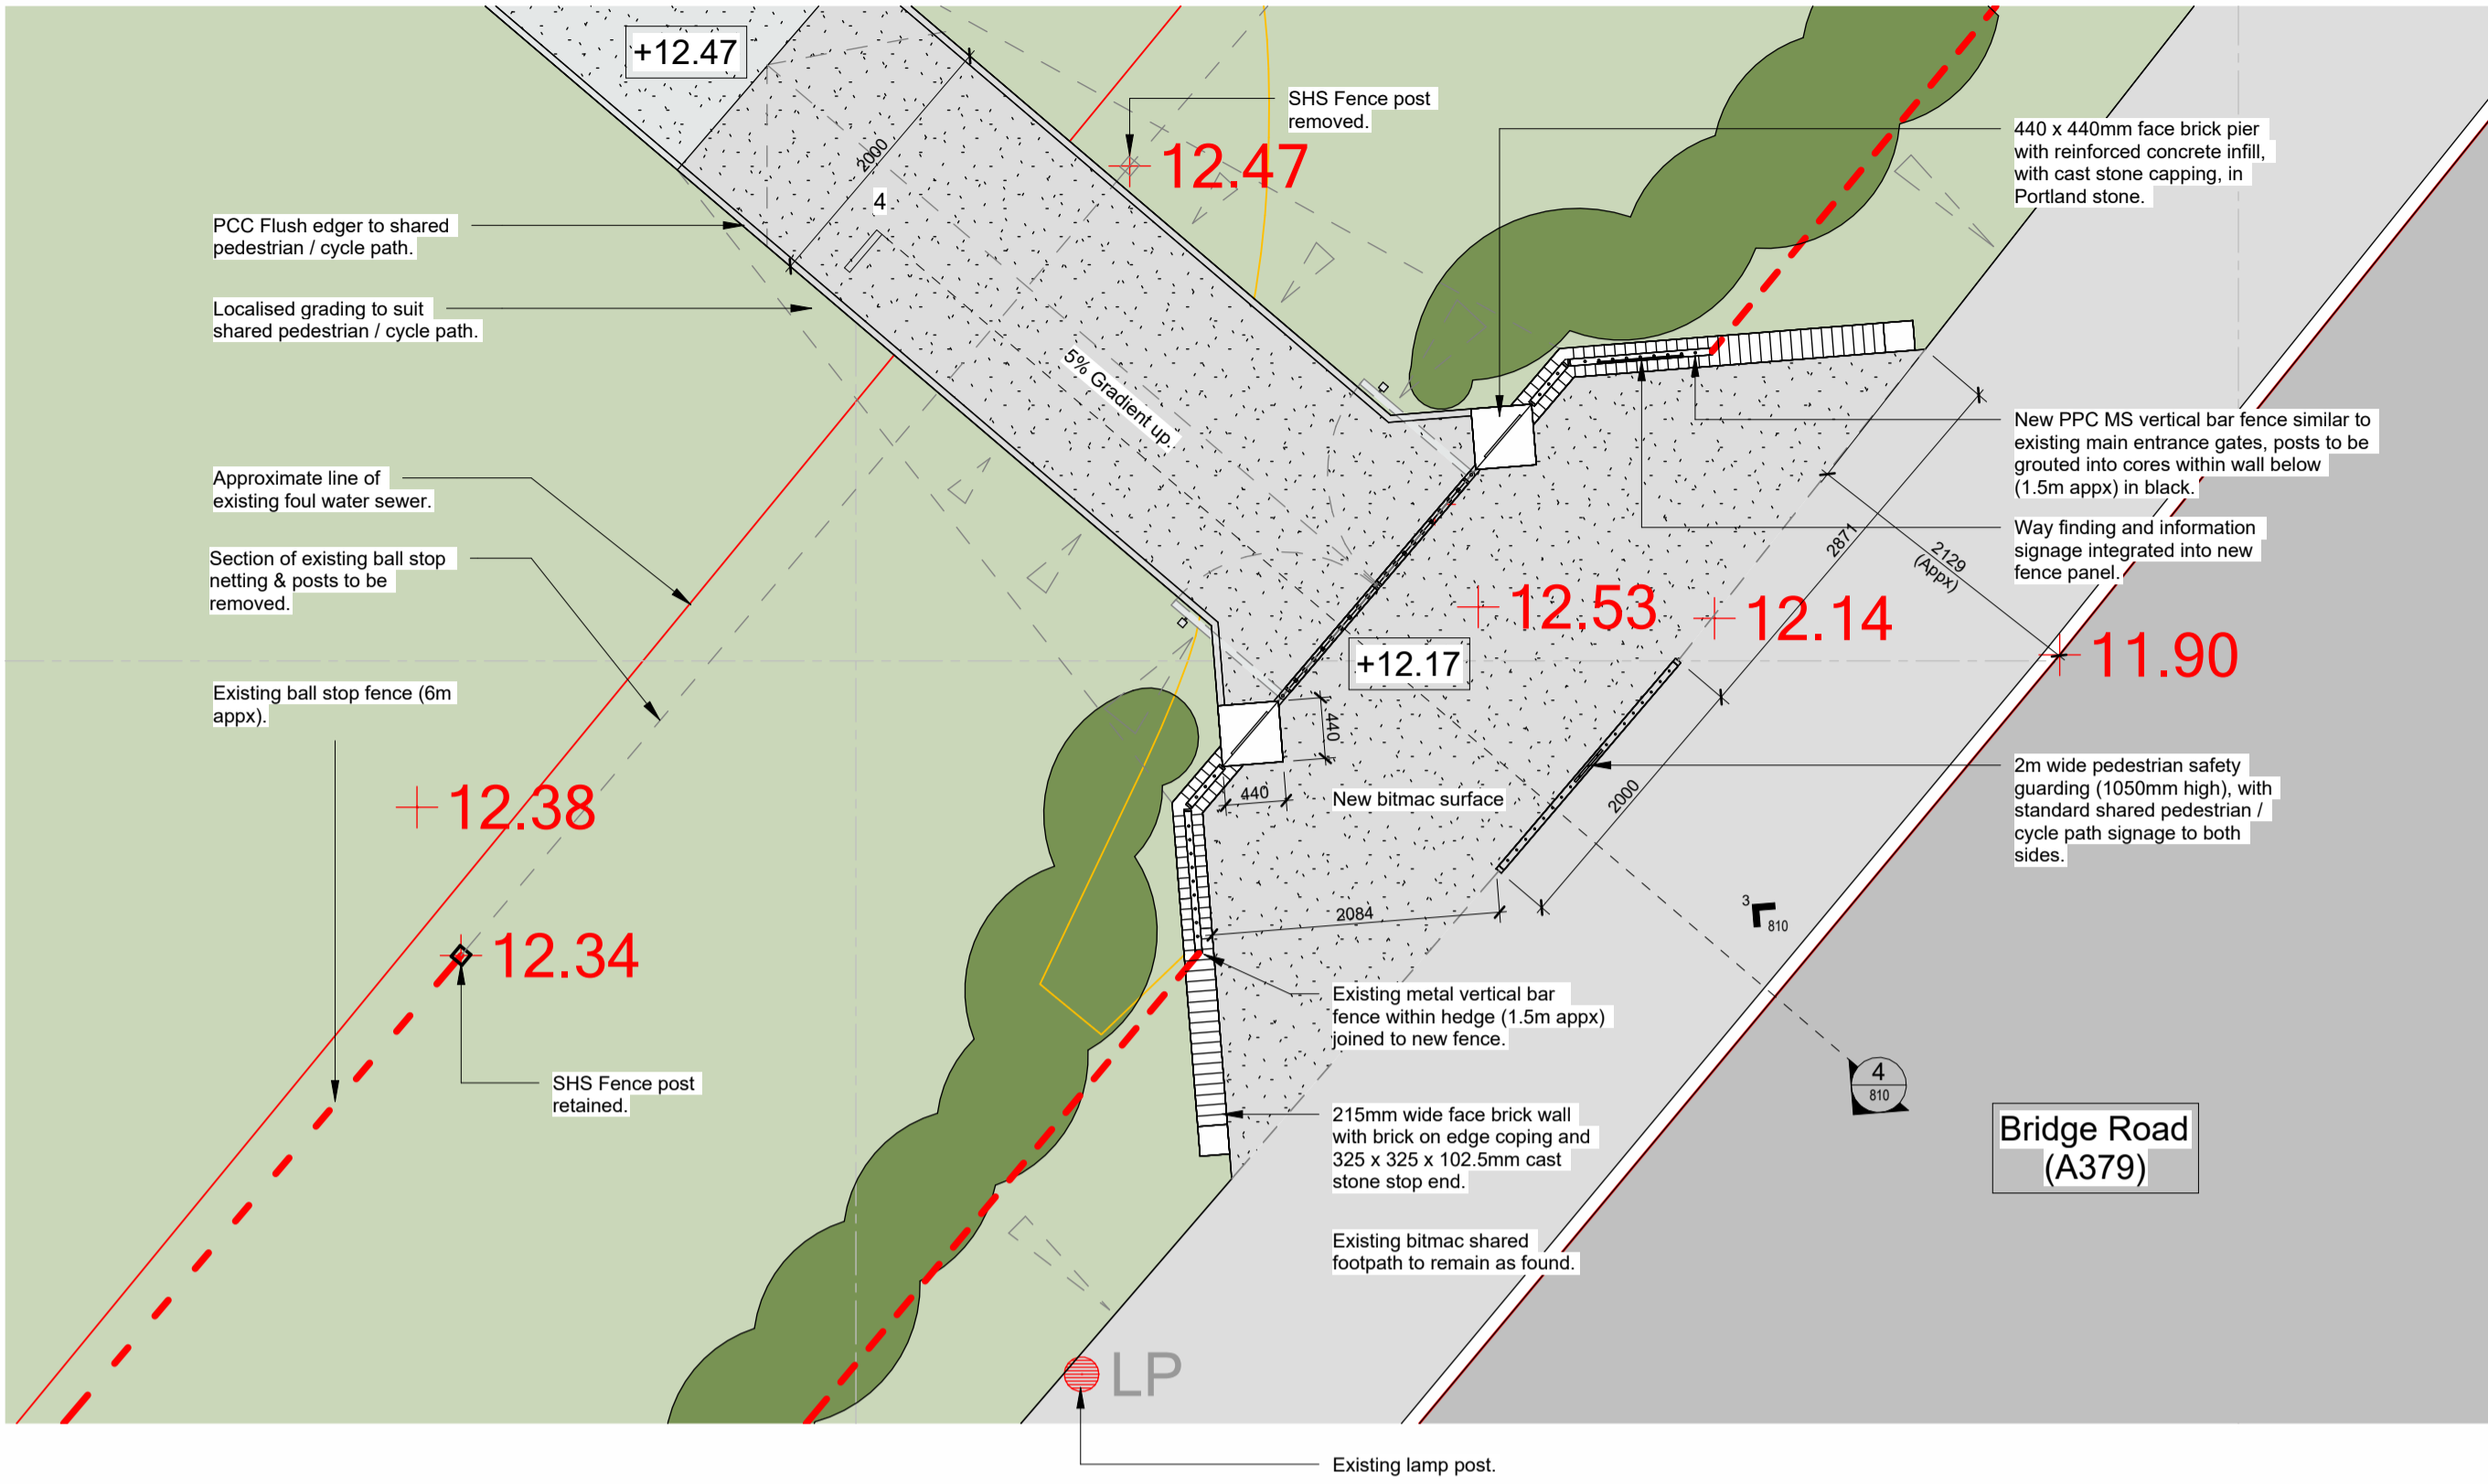 +12.47
SHS Fence post
removed.
12.47
440 x 440mm face brick pier
with reinforced concrete infill,
with cast stone capping, in
Portland stone.
2000
4
PCC Flush edger to shared
pedestrian / cycle path.
Localised grading to suit
shared pedestrian / cycle path.
5% Gradient up.
New PPC MS vertical bar fence similar to
existing main entrance gates, posts to be
grouted into cores within wall below
(1.5m appx) in black.
Approximate line of
existing foul water sewer.
Way finding and information
signage integrated into new
fence panel.
2871
2129
(Appx)
Section of existing ball stop
netting & posts to be
removed.
12.53
12.14
11.90
+12.17
Existing ball stop fence (6m
appx).
440
440
New bitmac surface
2000
2m wide pedestrian safety
guarding (1050mm high), with
standard shared pedestrian /
cycle path signage to both
sides.
12.38
2084
3
810
12.34
Existing metal vertical bar
fence within hedge (1.5m appx)
joined to new fence.
SHS Fence post
retained.
4
810
215mm wide face brick wall
with brick on edge coping and
325 x 325 x 102.5mm cast
stone stop end.
Bridge Road
(A379)
Existing bitmac shared
footpath to remain as found.
LP
Existing lamp post.